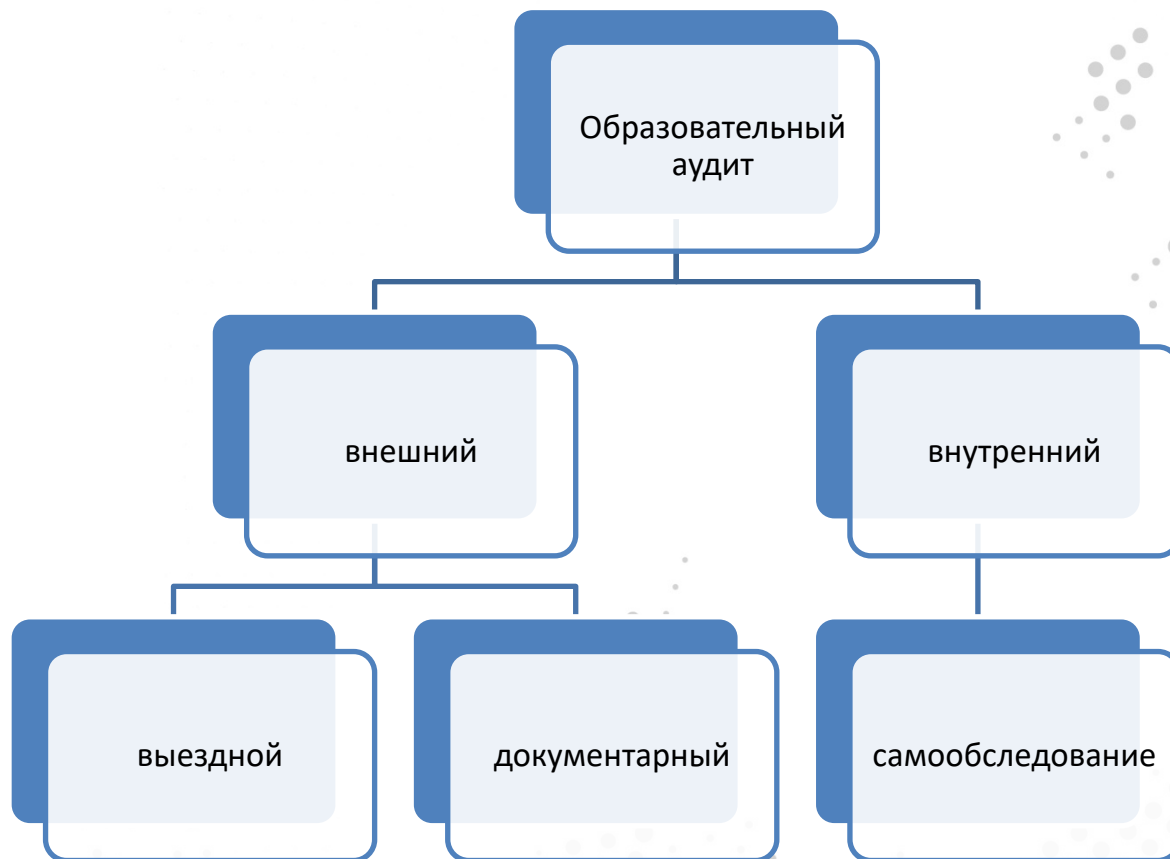 Образовательный
аудит
внешний
внутренний
выездной
документарный
самообследование